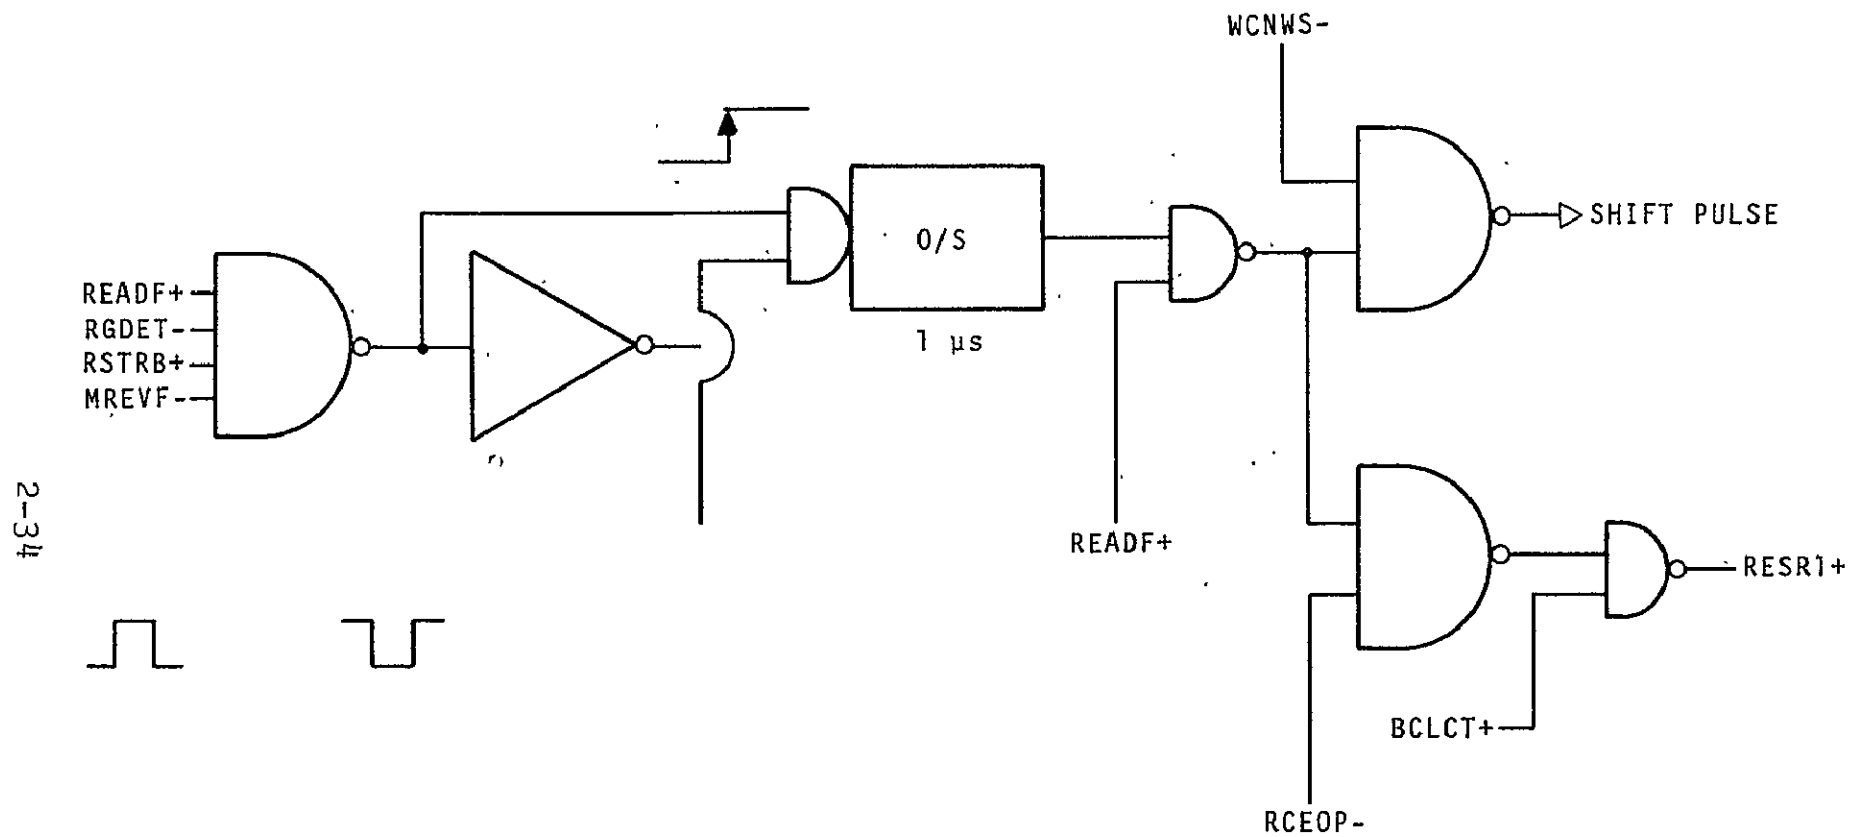 WCNWS-
SHIFT PULSE
O/S
1 µs
READF+
RGDET-
RSTRB+
MREVF-
READF+
RESR1+
BCLCT+
RCEOP-
2-34